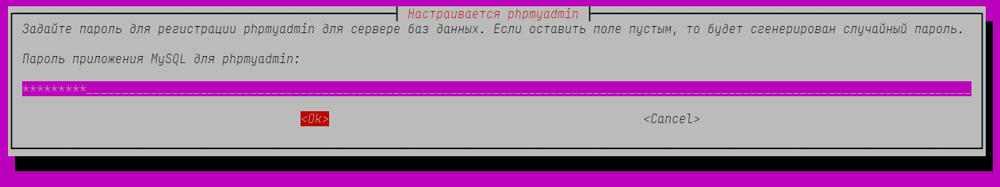 Настраивается phpmyadmin
Задайте пароль для регистрации phpmyadmin для сервере баз данных. Если оставить поле пустым, то будет сгенерирован случайный пароль.
Пароль приложения MySQL для phpmyadmin:
*********
<Ok> <Cancel>